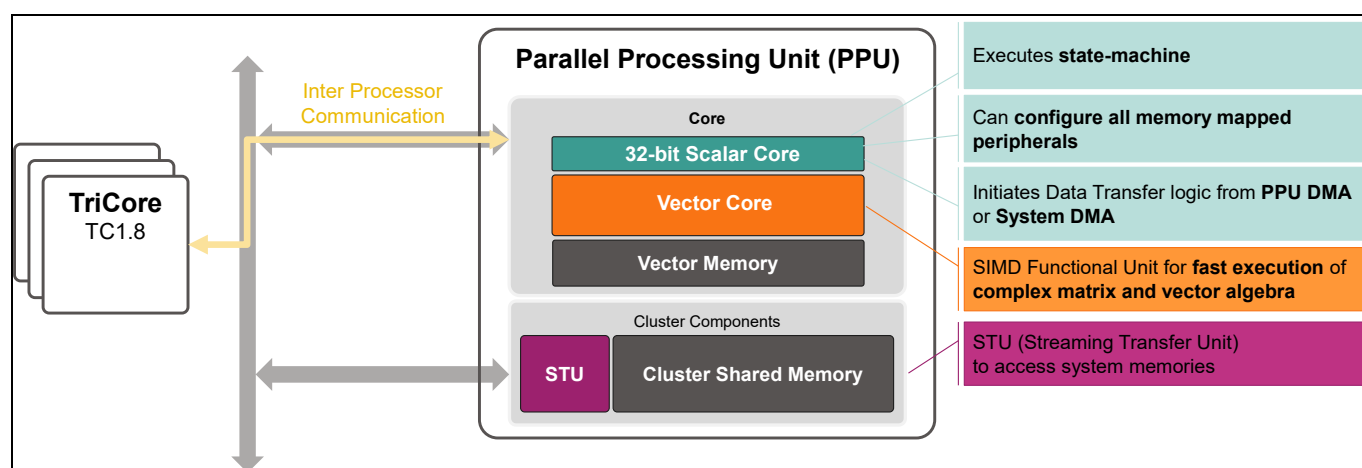 Parallel Processing Unit (PPU)
Inter Processor
Communication
TriCore
TC1.8
Core
32-bit Scalar Core
Vector Core
Vector Memory
Cluster Components
STU
Cluster Shared Memory
Executes state-machine
Can configure all memory mapped
peripherals
Initiates Data Transfer logic from PPU DMA
or System DMA
SIMD Functional Unit for fast execution of
complex matrix and vector algebra
STU (Streaming Transfer Unit)
to access system memories